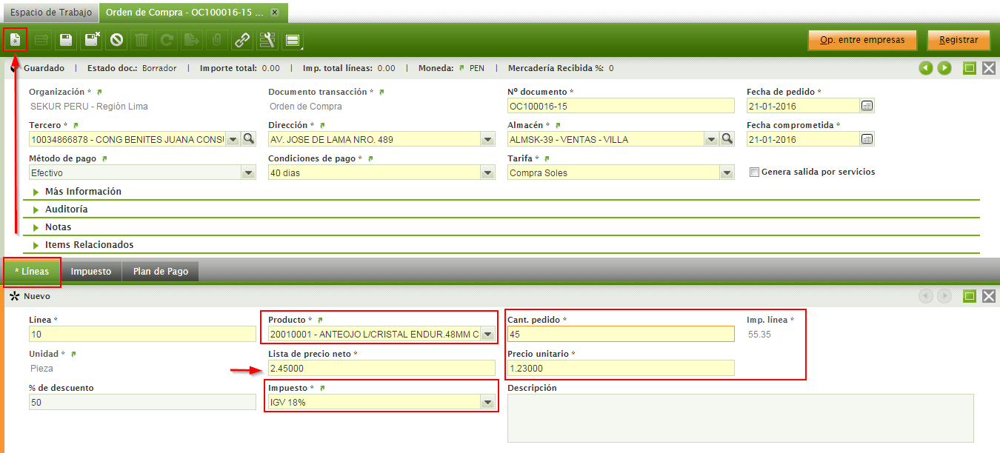 Espacio de Trabajo
Orden de Compra - OC100016-15 ...
Op. entre empresas
Registrar
Guardado | Estado doc.: Borrador | Importe total: 0.00 | Imp. total líneas: 0.00 | Moneda: PEN | Mercadería Recibida %: 0
Organización *
Documento transacción *
Nº documento *
Fecha de pedido *
SEKUR PERU - Región Lima
Orden de Compra
OC100016-15
21-01-2016
Tercero *
Dirección *
Almacén *
Fecha comprometida *
10034866878 - CONG BENITES JUANA CONSU
AV. JOSE DE LAMA NRO. 489
ALMSK-39 - VENTAS - VILLA
21-01-2016
Método de pago
Condiciones de pago *
Tarifa *
Efectivo
40 dias
Compra Soles
Genera salida por servicios
Más Información
Auditoría
Notas
Items Relacionados
* Líneas
Impuesto
Plan de Pago
Nuevo
Línea *
Producto *
Cant. pedido *
Imp. línea *
10
20010001 - ANTEOJO L/CRISTAL ENDUR.48MM C
45
55.35
Unidad *
Lista de precio neto *
Precio unitario *
Pieza
2.45000
1.23000
% de descuento
Impuesto *
Descripción
50
IGV 18%